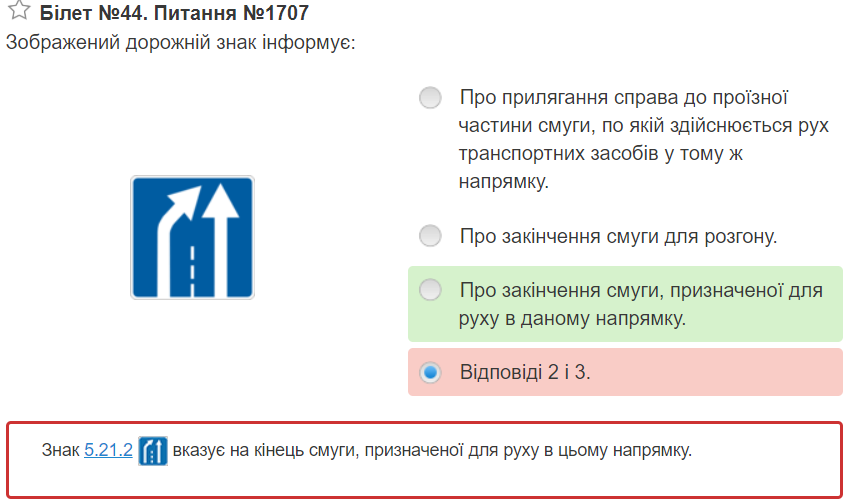 Білет №44. Питання №1707
Зображений дорожній знак інформує:
Про прилягання справа до проїзної
частини смуги, по якій здійснюється рух
транспортних засобів у тому ж
напрямку.
Про закінчення смуги для розгону.
Про закінчення смуги, призначеної для
руху в даному напрямку.
Відповіді 2 і 3.
Знак 5.21.2 вказує на кінець смуги, призначеної для руху в цьому напрямку.